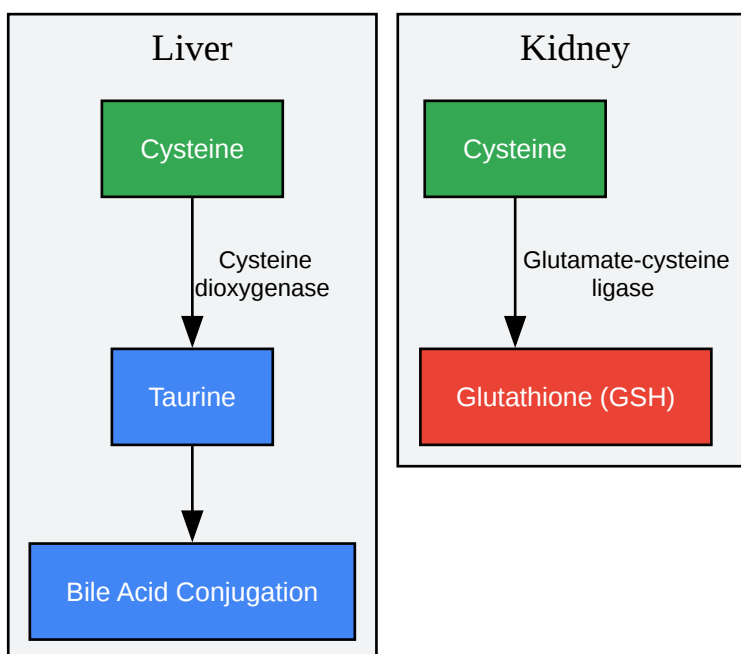 Liver
Cysteine
Cysteine
dioxygenase
Taurine
Bile Acid Conjugation
Kidney
Cysteine
Glutamate-cysteine
ligase
Glutathione (GSH)